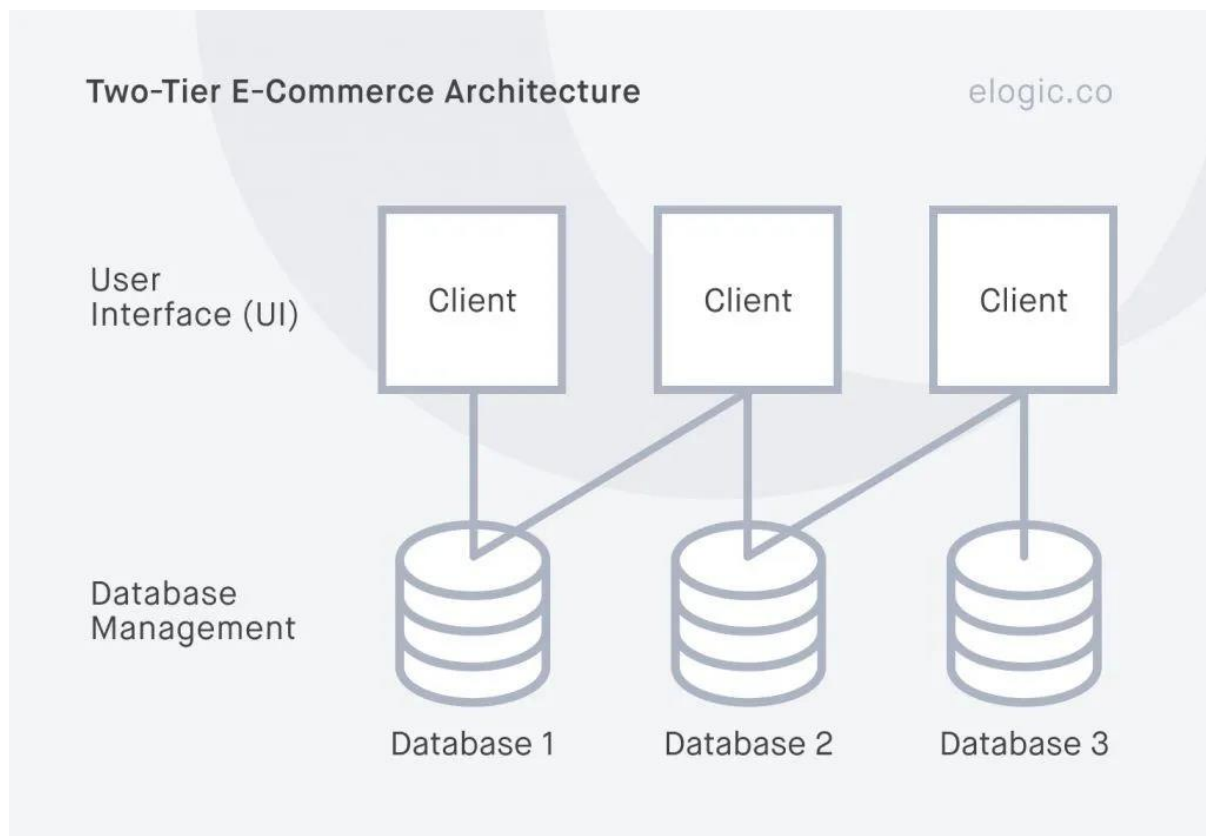 Two-Tier E-Commerce Architecture
elogic.co
User
Interface (UI)
Client
Client
Client
Database
Management
Database 1
Database 2
Database 3